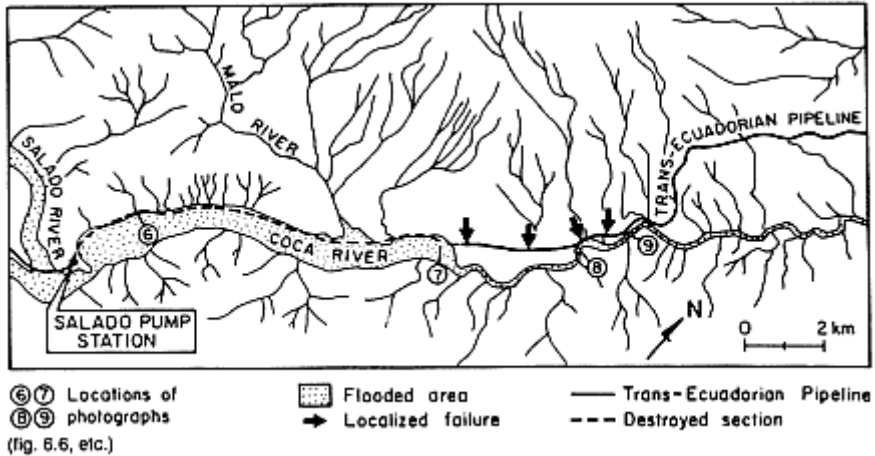 MALO
RIVER
SALADO
RIVER
TRANS-ECUADORIAN PIPELINE
⑥
COCA
RIVER
⑦
⑧
⑨
N
SALADO PUMP
STATION
0 2 km
⑥⑦ Locations of
⑧⑨ photographs
(fig. 6.6, etc.)
Flooded area
Localized failure
Trans-Ecuadorian Pipeline
Destroyed section